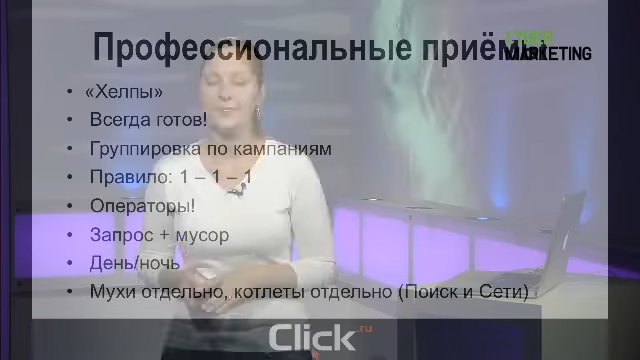 Профессиональные приёмы
CYBER
MARKETING
• «Хелпы»
• Всегда готов!
• Группировка по кампаниям
• Правило: 1 – 1 – 1
• Операторы!
• Запрос + мусор
• День/ночь
• Мухи отдельно, котлеты отдельно (Поиск и Сети)
Click.ru